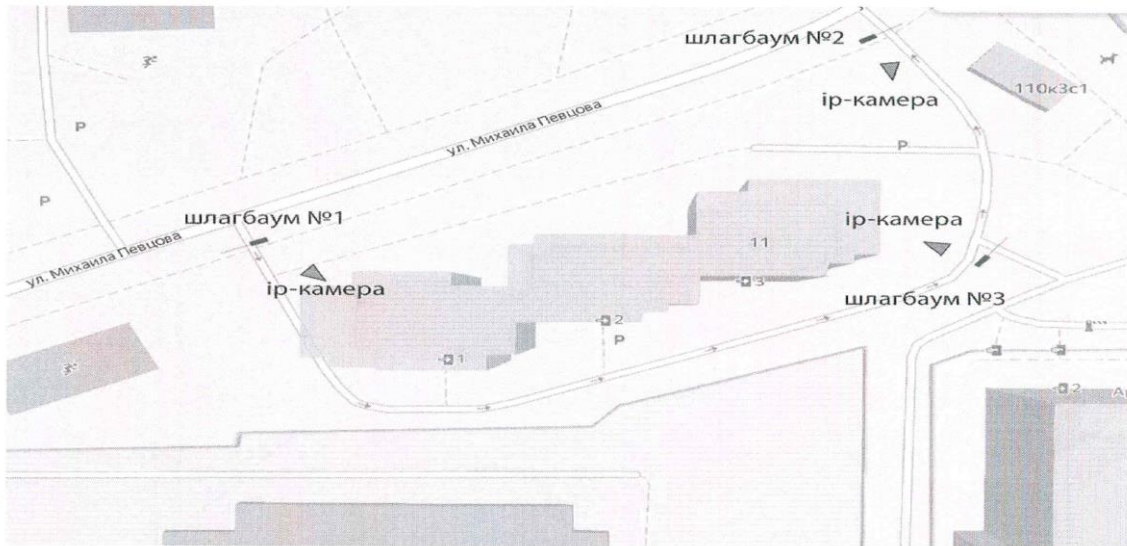 шлагбаум №2
ip-камера
110к3с1
P
ул. Михаила Певцова
P
P
шлагбаум №1
ip-камера
11
ул. Михаила Певцова
ip-камера
3
шлагбаум №3
2
P
1
2